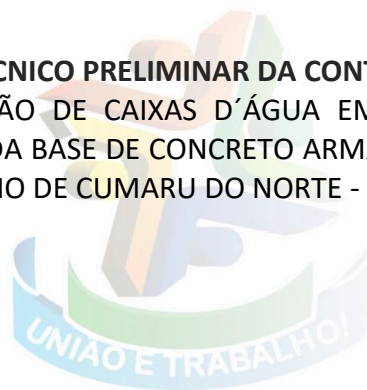 CNICO PRELIMINAR DA CONT
ÃO DE CAIXAS D´ÁGUA EM
DA BASE DE CONCRETO ARMA
IO DE CUMARU DO NORTE -
UNIÃO E TRABALHO!